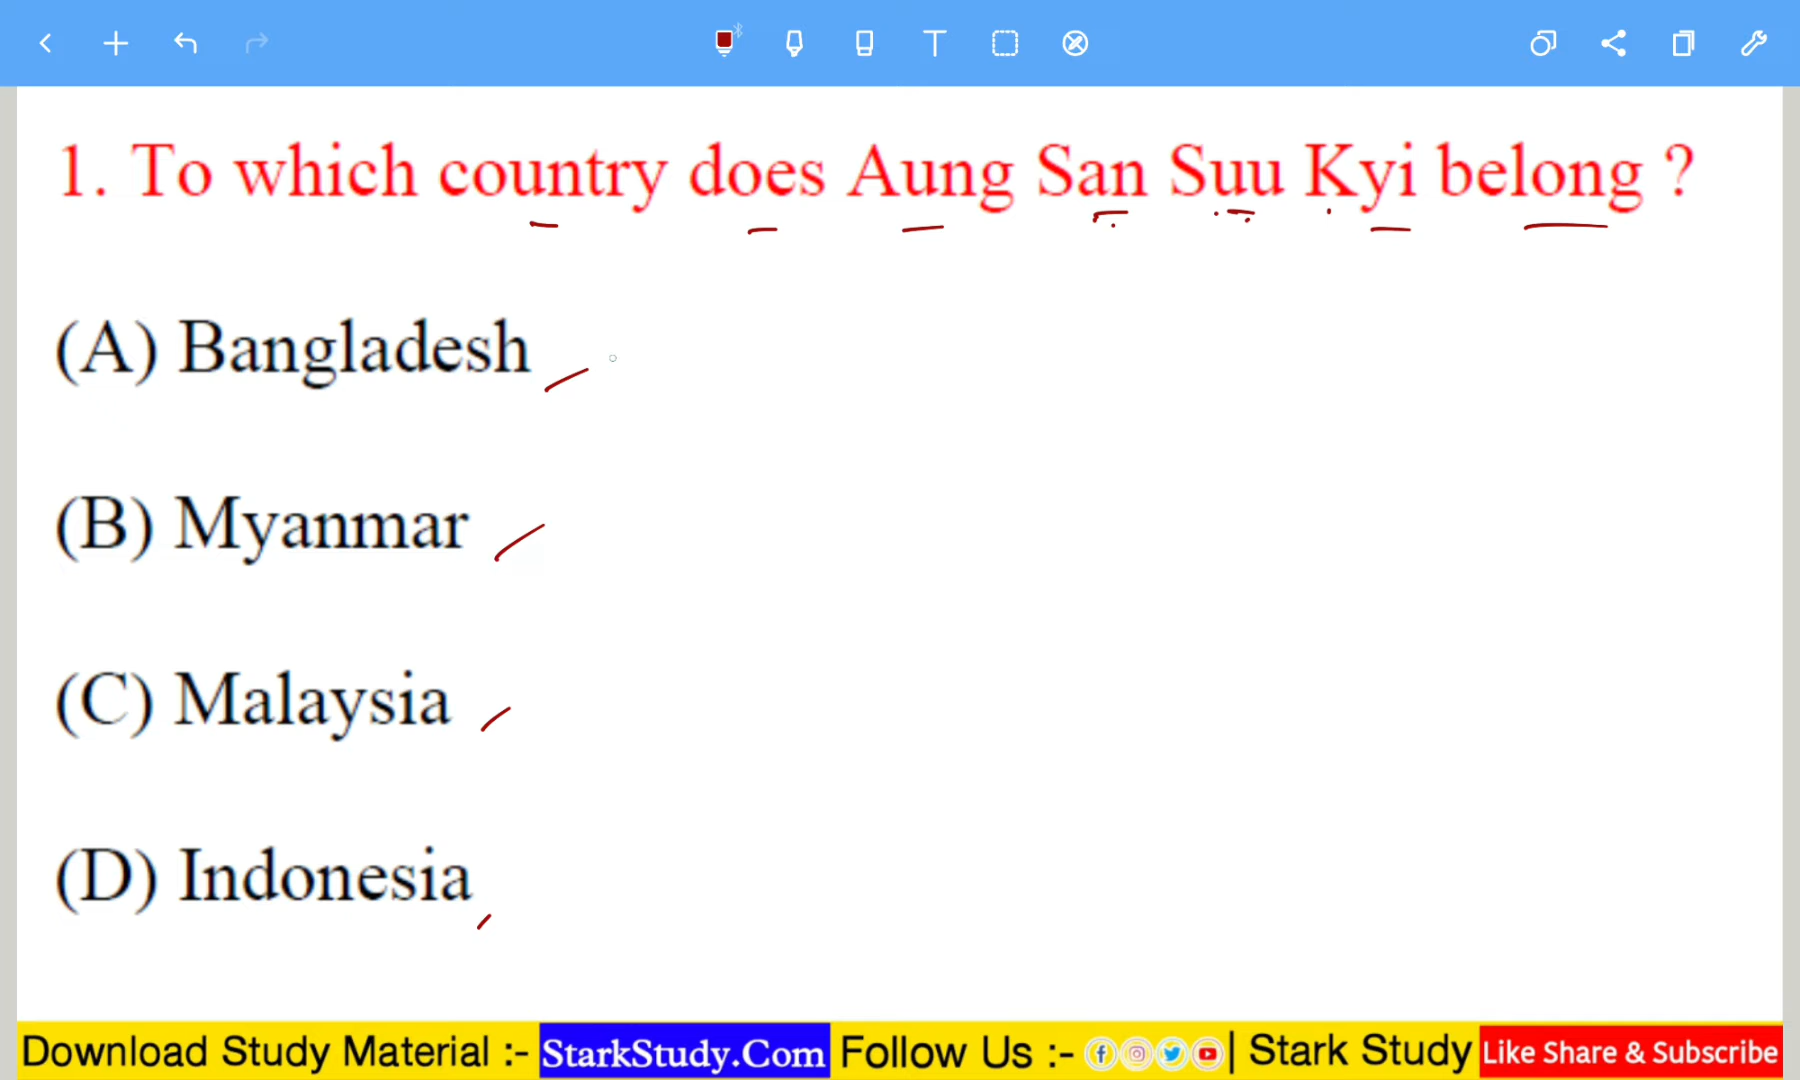 1. To which country does Aung San Suu Kyi belong ?
(A) Bangladesh
(B) Myanmar
(C) Malaysia
(D) Indonesia
Download Study Material :- StarkStudy.Com Follow Us :- | Stark Study Like Share & Subscribe